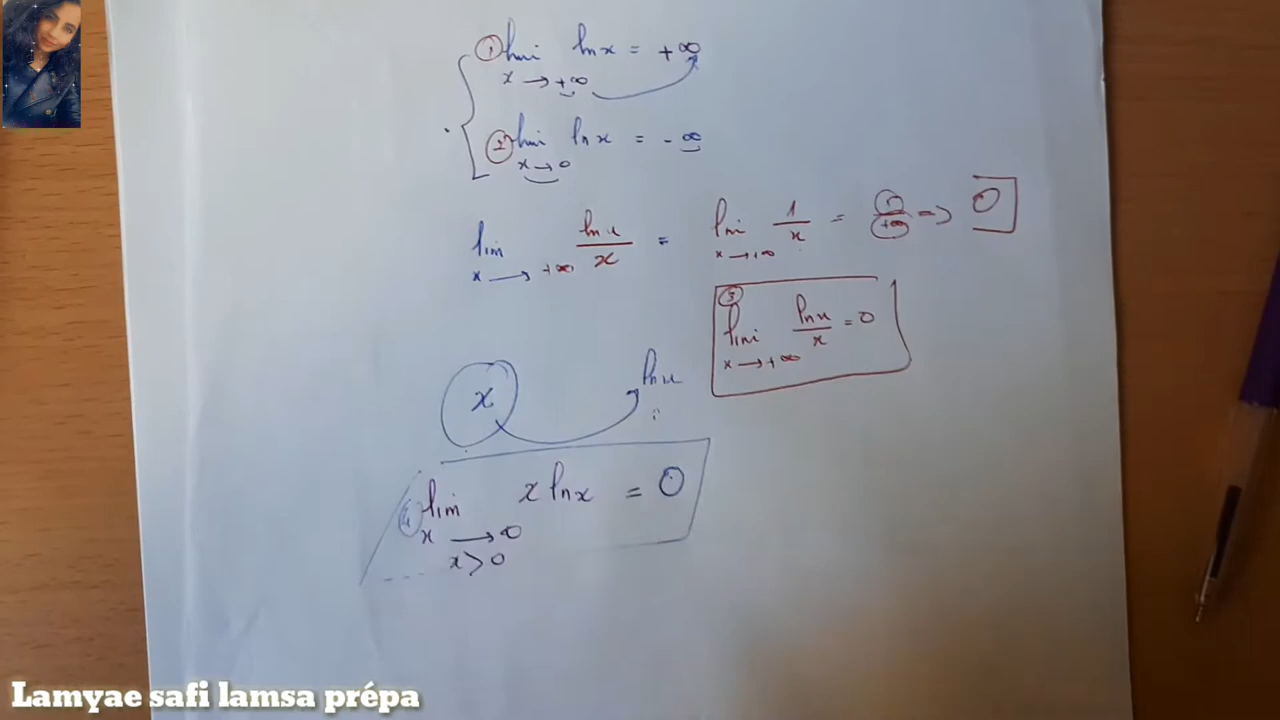 ① lim ln x = +∞
x → +∞
② lim ln x = - ∞
x → 0
lim ln x / x = lim 1 / x = 1 / +∞ => 0
x → +∞ x → +∞
③ lim ln x / x = 0
x → +∞
x ln x
④ lim x ln x = 0
x → 0
x > 0
Lamyae safi lamsa prépa